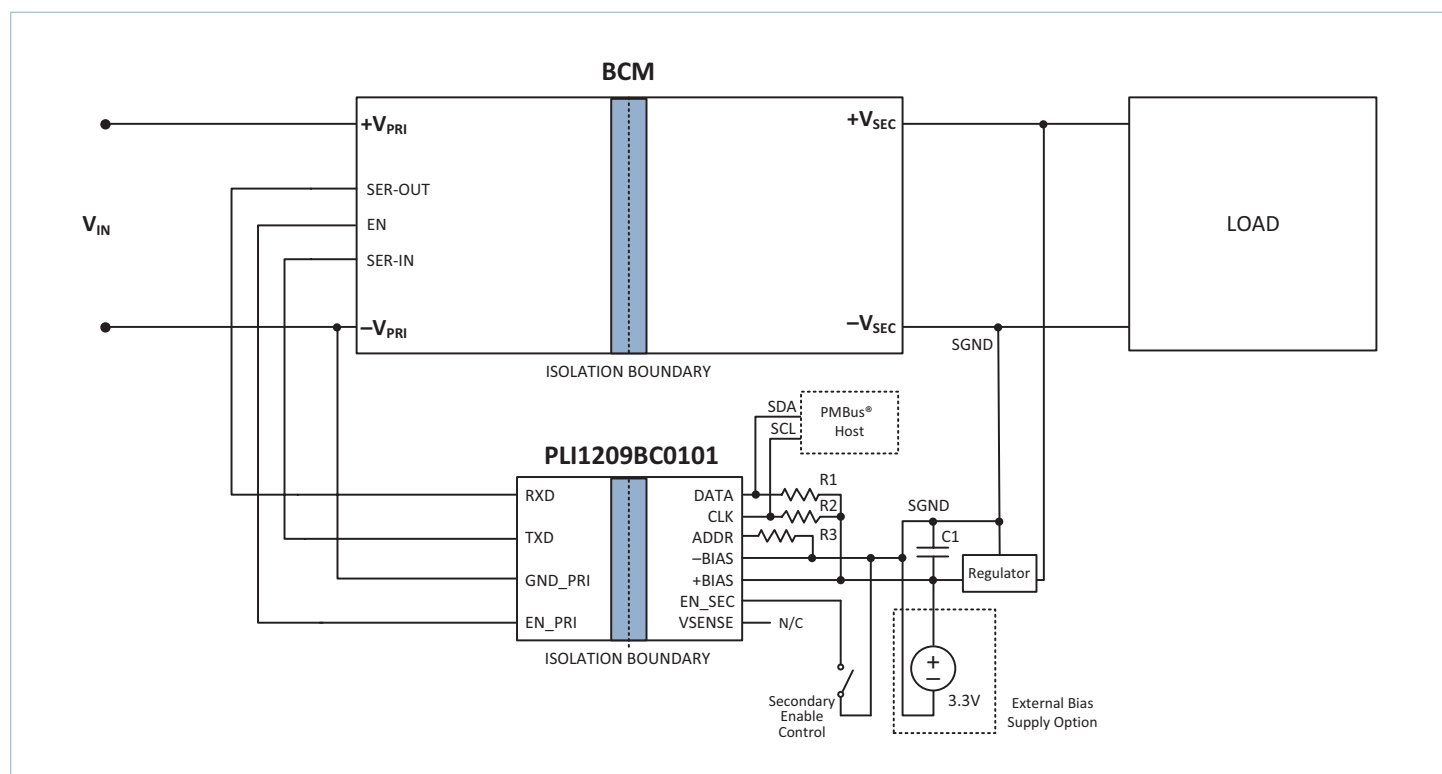 BCM
+VPRI
SER-OUT
EN
SER-IN
–VPRI
VIN
+VSEC
–VSEC
LOAD
SGND
ISOLATION BOUNDARY
SDA
SCL
PMBus®
Host
PLI1209BC0101
RXD
TXD
GND_PRI
EN_PRI
DATA
CLK
ADDR
–BIAS
+BIAS
EN_SEC
VSENSE
R1
R2
R3
N/C
SGND
C1
Regulator
ISOLATION BOUNDARY
Secondary
Enable
Control
+
–
3.3V
External Bias
Supply Option